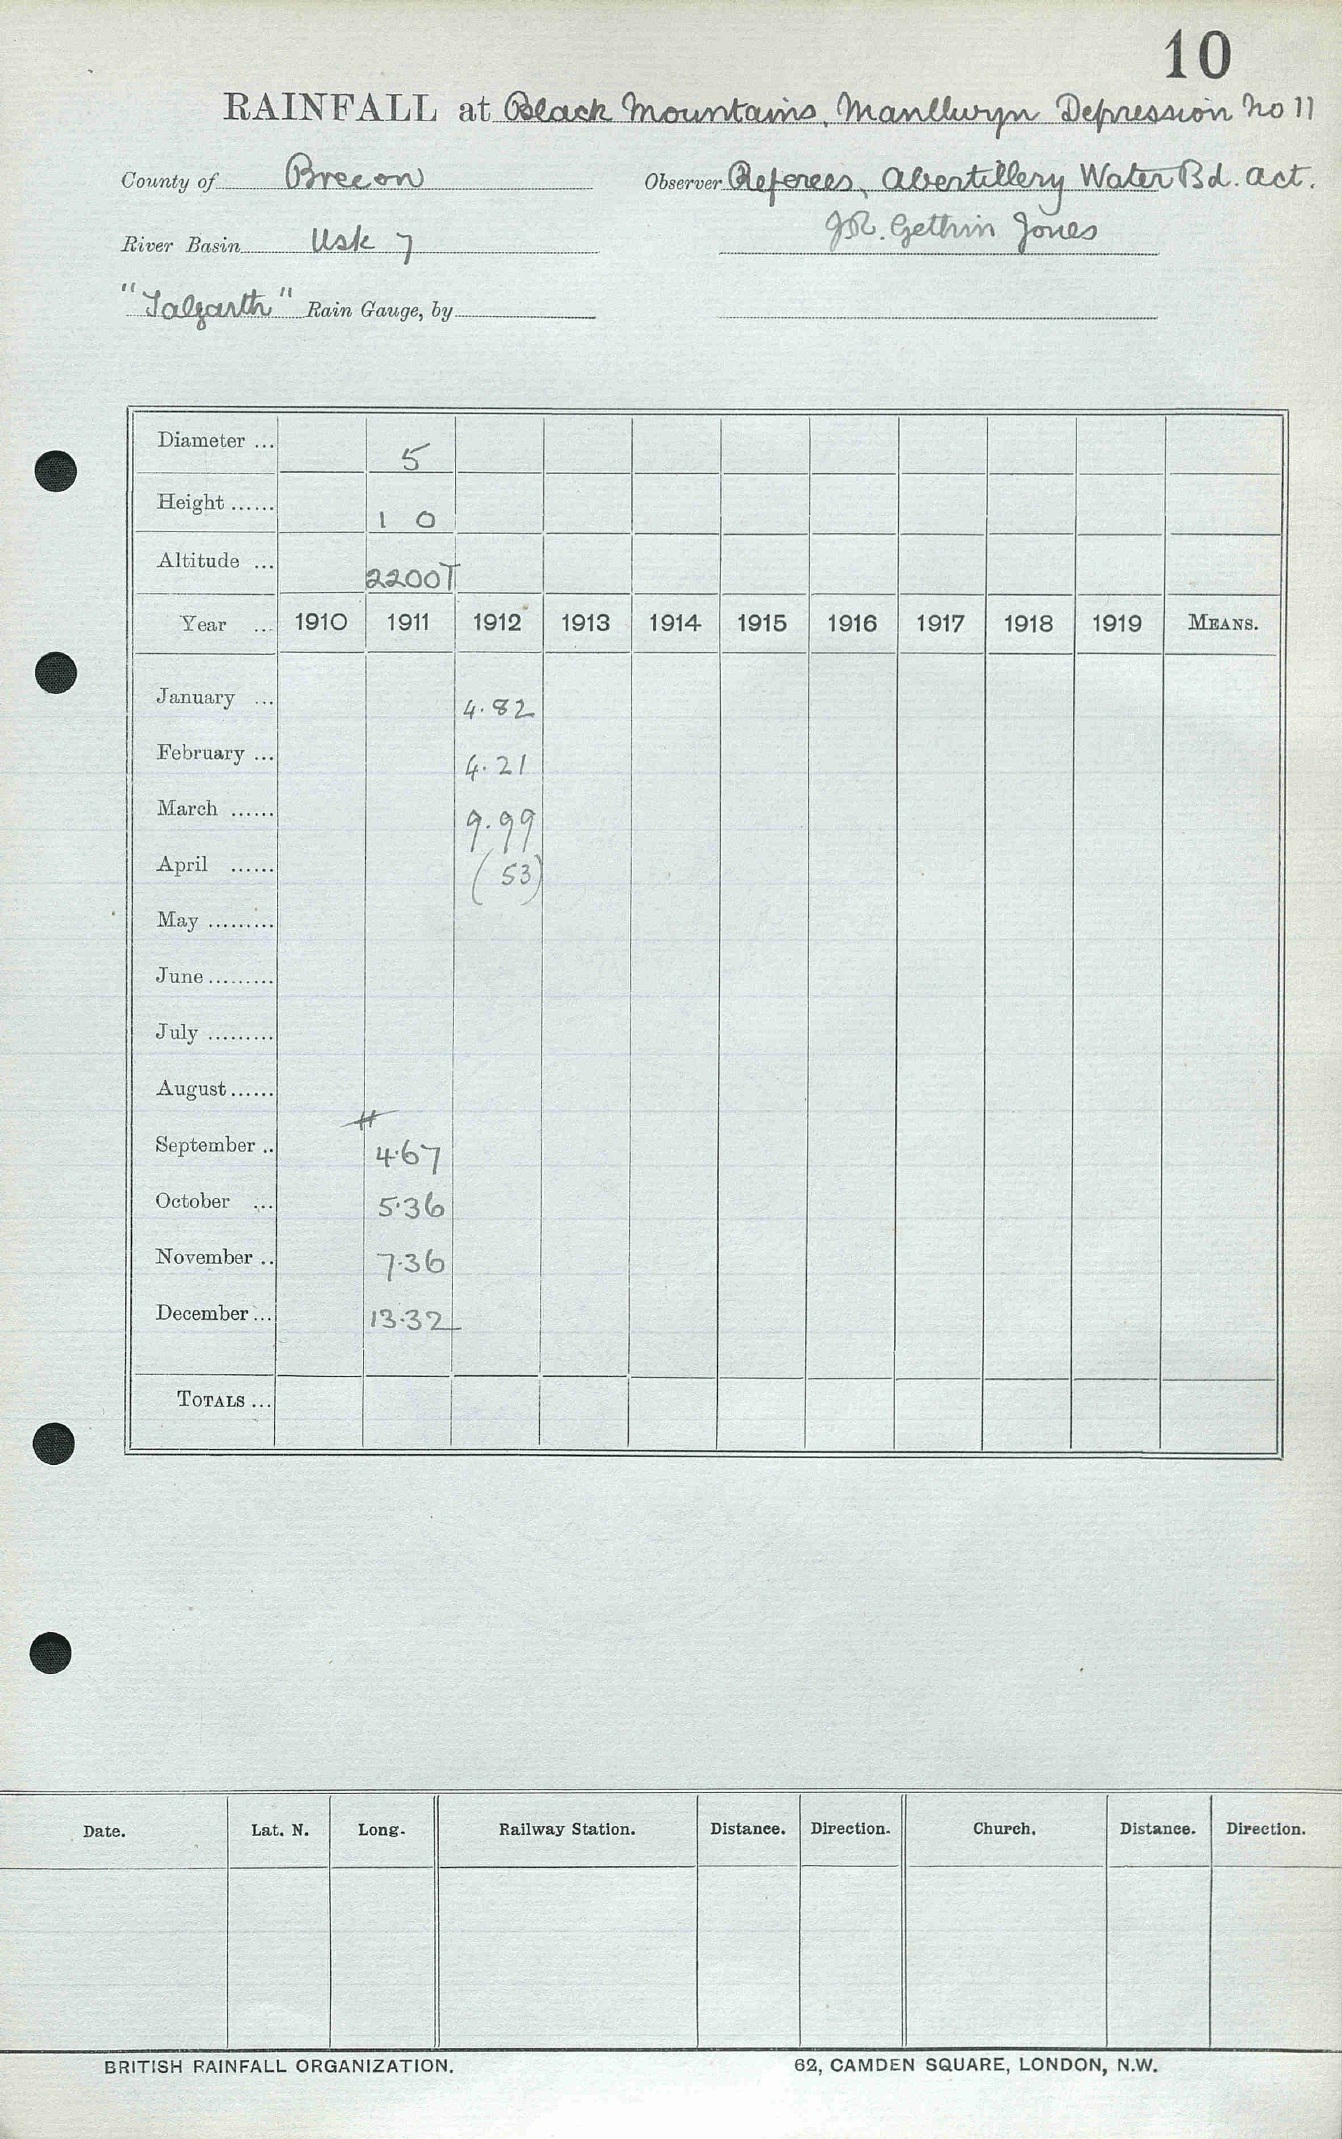 10
RAINFALL at Black Mountains, Manllwyn Depression No 11
County of Brecon Observer Referees, Abertillery Water Bd. Act.
River Basin Usk 7 J.R. Gethin Jones
"Talgarth" Rain Gauge, by
Diameter ... 5
Height ...... 1 0
Altitude ... 2200T
Year ... 1910 1911 1912 1913 1914 1915 1916 1917 1918 1919 MEANS.
January ... 4.82
February ... 4.21
March ...... 9.99
April ...... (53)
May .........
June .........
July .........
August ......
September .. 4.67
October ... 5.36
November .. 7.36
December ... 13.32
TOTALS ...
Date. Lat. N. Long. Railway Station. Distance. Direction. Church. Distance. Direction.
BRITISH RAINFALL ORGANIZATION. 62, CAMDEN SQUARE, LONDON, N.W.